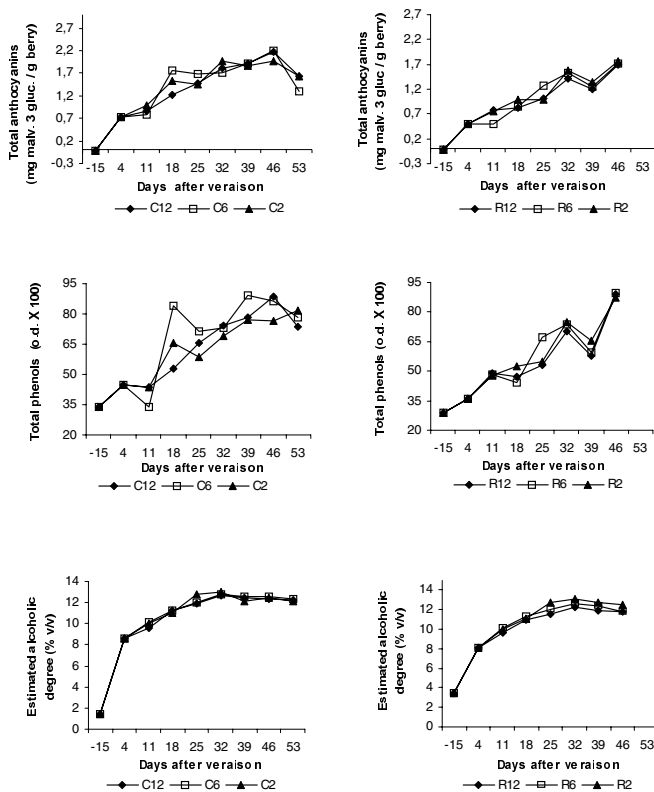 Total anthocyanins
(mg malv. 3 gluc. / g berry)
2,7
2,2
1,7
1,2
0,7
0,2
-0,3
-15 4 11 18 25 32 39 46 53
Days after veraison
C12 C6 C2
Total anthocyanins
(mg malv. 3 gluc. / g berry)
2,7
2,2
1,7
1,2
0,7
0,2
-0,3
-15 4 11 18 25 32 39 46 53
Days after veraison
R12 R6 R2
Total phenols (o.d. X 100)
95
80
65
50
35
20
-15 4 11 18 25 32 39 46 53
Days after veraison
C12 C6 C2
Total phenols (o.d. X 100)
95
80
65
50
35
20
-15 4 11 18 25 32 39 46 53
Days after veraison
R12 R6 R2
Estimated alcoholic
degree (% v/v)
14
12
10
8
6
4
2
0
-15 4 11 18 25 32 39 46 53
Days after veraison
C12 C6 C2
Estimated alcoholic
degree (% v/v)
14
12
10
8
6
4
2
0
-15 4 11 18 25 32 39 46 53
Days after veraison
R12 R6 R2